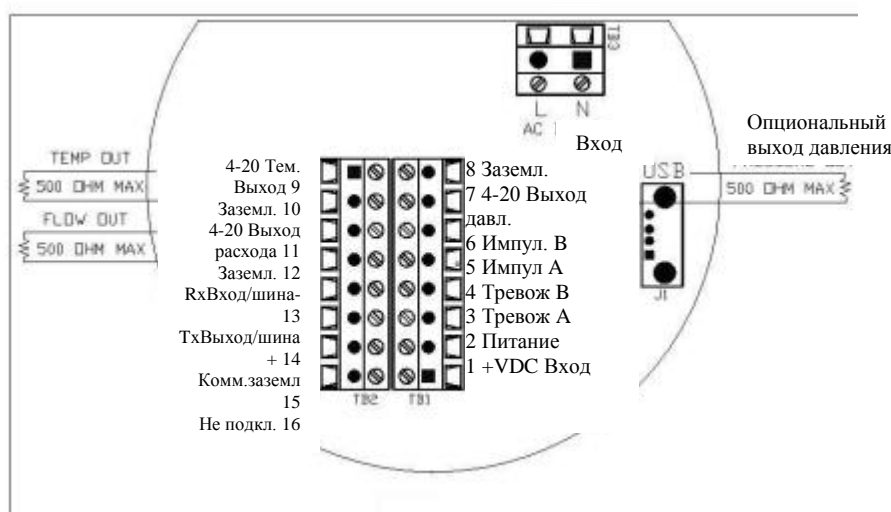 TB3
L N
AC
Вход
Опциональный
выход давления
TEMP OUT
500 OHM MAX
FLOW OUT
500 OHM MAX
4-20 Тем.
Выход 9
Заземл. 10
4-20 Выход
расхода 11
Заземл. 12
RxВход/шина-
13
TxВыход/шина
+ 14
Комм.заземл
15
Не подкл. 16
TB2 TB1
8 Заземл.
7 4-20 Выход
давл.
6 Импул. В
5 Импул А
4 Тревож В
3 Тревож А
2 Питание
1 +VDC Вход
USB
J1
500 OHM MAX